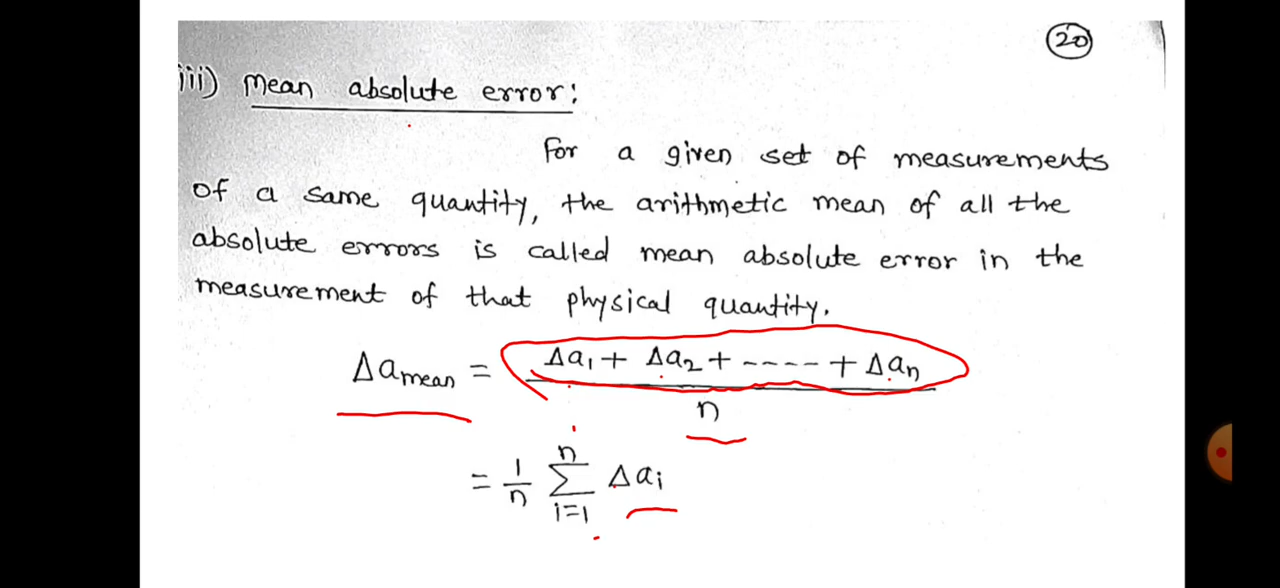 20
iii) Mean absolute error:
For a given set of measurements
of a same quantity, the arithmetic mean of all the
absolute errors is called mean absolute error in the
measurement of that physical quantity.
Δa_mean = (Δa₁ + Δa₂ + ---- + Δaₙ) / n
= 1/n Σ_{i=1}^{n} Δaᵢ